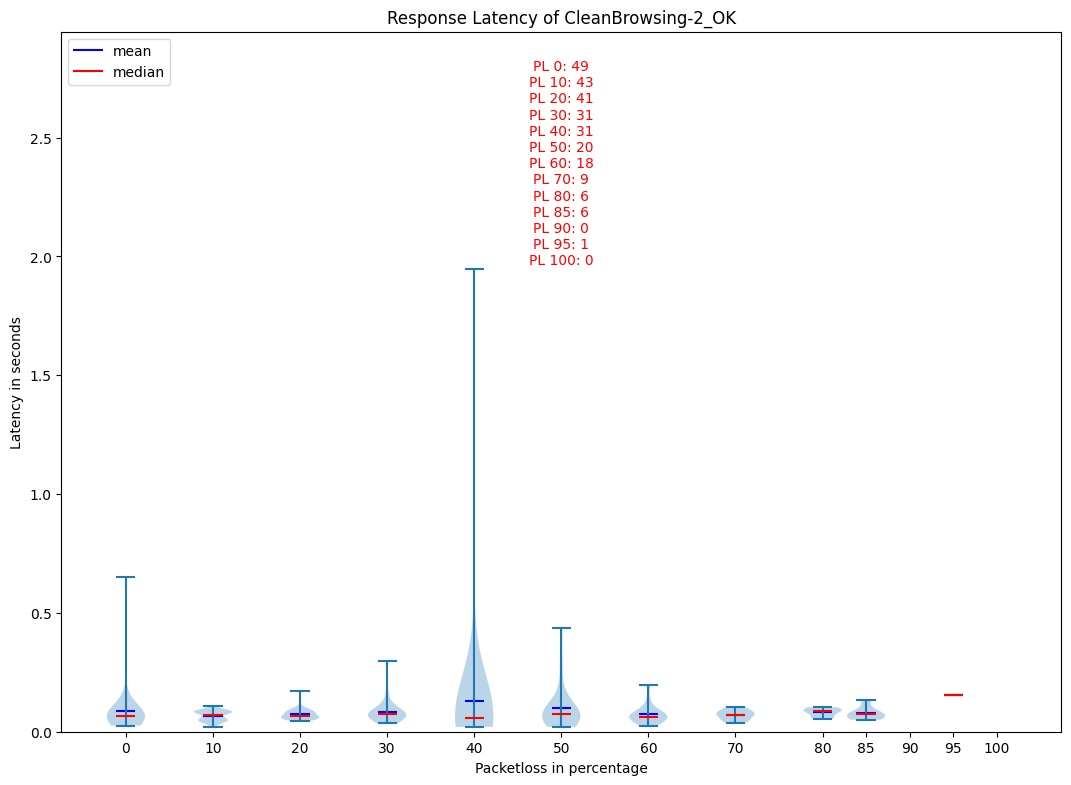 Response Latency of CleanBrowsing-2_OK
mean
median
PL 0: 49
PL 10: 43
PL 20: 41
PL 30: 31
PL 40: 31
PL 50: 20
PL 60: 18
PL 70: 9
PL 80: 6
PL 85: 6
PL 90: 0
PL 95: 1
PL 100: 0
Latency in seconds
2.5
2.0
1.5
1.0
0.5
0.0
0 10 20 30 40 50 60 70 80 85 90 95 100
Packetloss in percentage